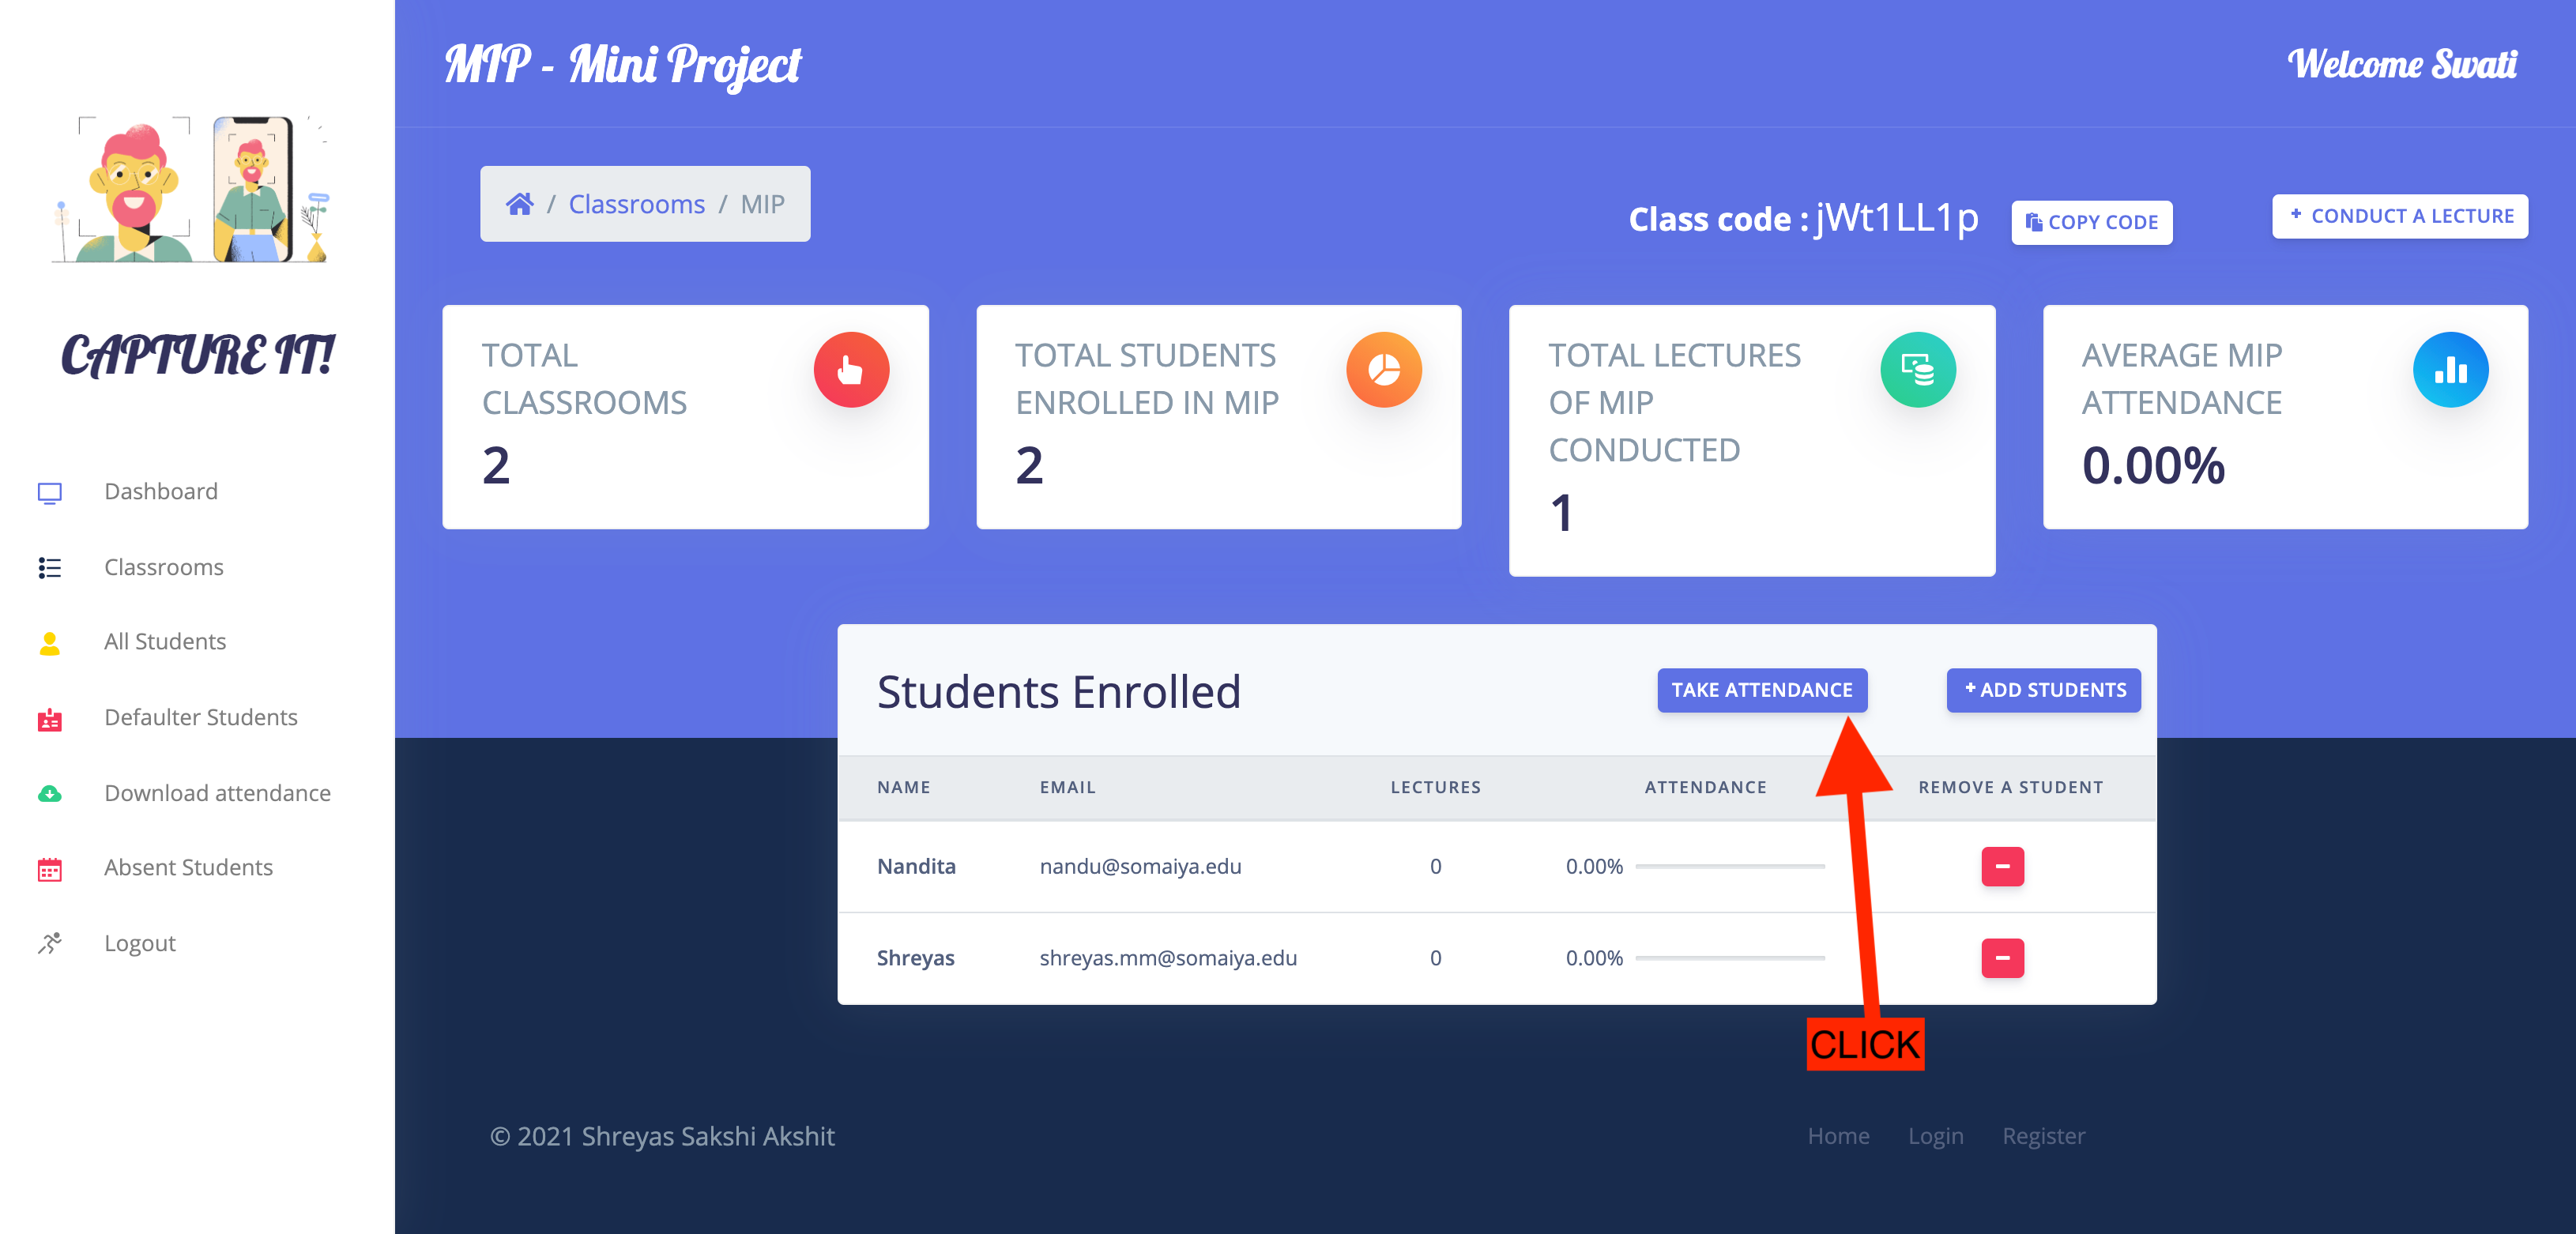 MIP - Mini Project
Welcome Swati
CAPTURE IT!
Dashboard
Classrooms
All Students
Defaulter Students
Download attendance
Absent Students
Logout
/ Classrooms / MIP
Class code : jWt1LL1p
COPY CODE
+ CONDUCT A LECTURE
TOTAL
CLASSROOMS
2
TOTAL STUDENTS
ENROLLED IN MIP
2
TOTAL LECTURES
OF MIP
CONDUCTED
1
AVERAGE MIP
ATTENDANCE
0.00%
Students Enrolled
TAKE ATTENDANCE
+ ADD STUDENTS
NAME EMAIL LECTURES ATTENDANCE REMOVE A STUDENT
Nandita nandu@somaiya.edu 0 0.00%
Shreyas shreyas.mm@somaiya.edu 0 0.00%
CLICK
© 2021 Shreyas Sakshi Akshit
Home Login Register